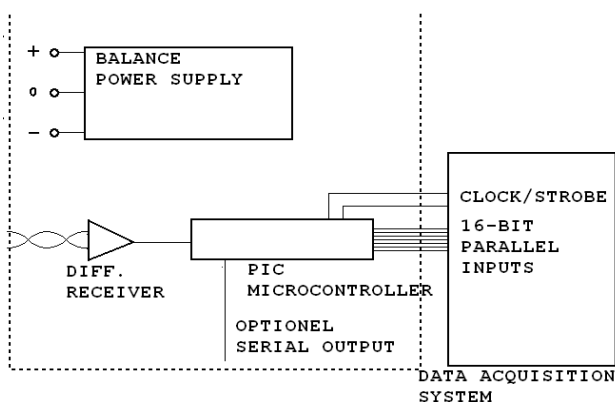 +
BALANCE
POWER SUPPLY
0
−
CLOCK/STROBE
16-BIT
PARALLEL
INPUTS
DIFF.
RECEIVER
PIC
MICROCONTROLLER
OPTIONEL
SERIAL OUTPUT
DATA ACQUISITION
SYSTEM